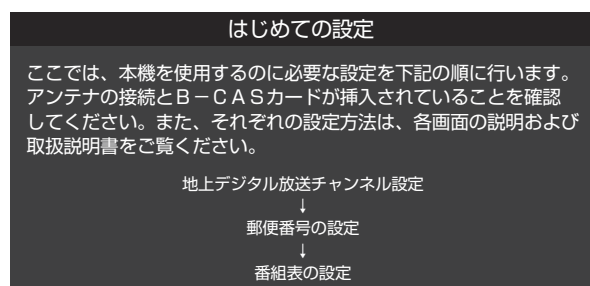 はじめての設定
ここでは、本機を使用するのに必要な設定を下記の順に行います。
アンテナの接続とＢ－ＣＡＳカードが挿入されていることを確認
してください。また、それぞれの設定方法は、各画面の説明および
取扱説明書をご覧ください。
地上デジタル放送チャンネル設定
↓
郵便番号の設定
↓
番組表の設定